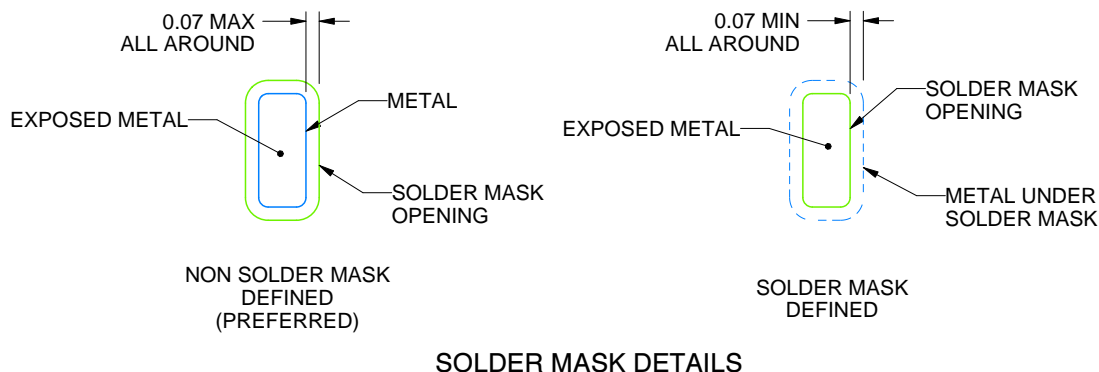 0.07 MAX
ALL AROUND
EXPOSED METAL
METAL
SOLDER MASK
OPENING
NON SOLDER MASK
DEFINED
(PREFERRED)
0.07 MIN
ALL AROUND
EXPOSED METAL
SOLDER MASK
OPENING
METAL UNDER
SOLDER MASK
SOLDER MASK
DEFINED
SOLDER MASK DETAILS